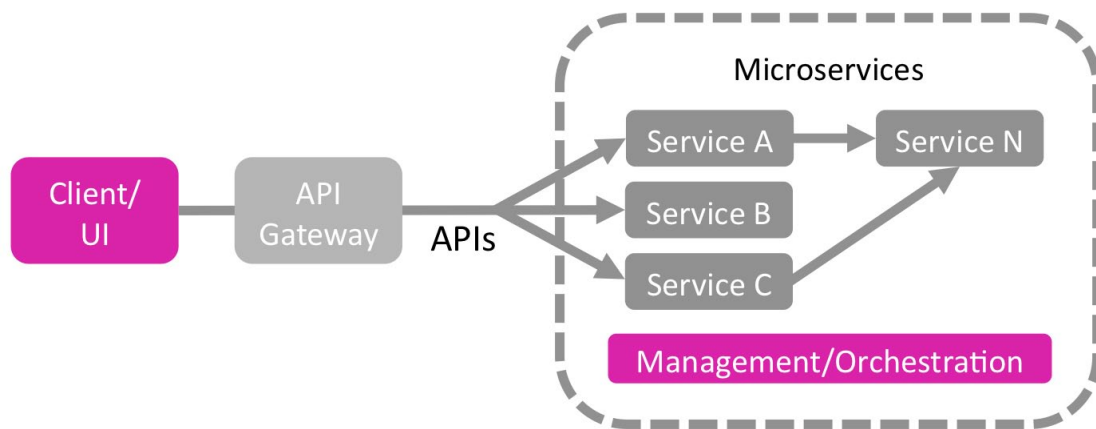 Microservices
Client/
UI
API
Gateway
APIs
Service A
Service N
Service B
Service C
Management/Orchestration